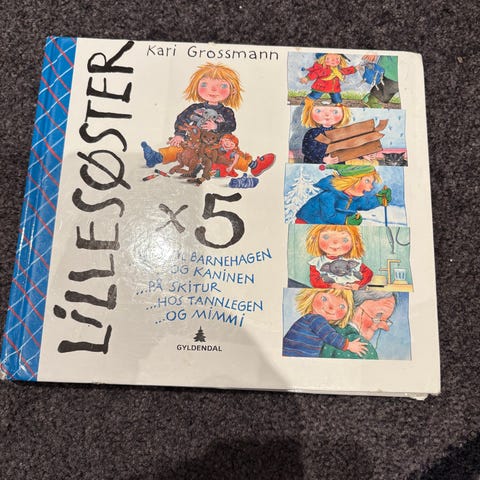 Kari Grossmann
LILLESØSTER
x 5
BARNEHAGEN
OG KANINEN
...PÅ SKITUR
...HOS TANNLEGEN
...OG MIMMI
GYLDENDAL